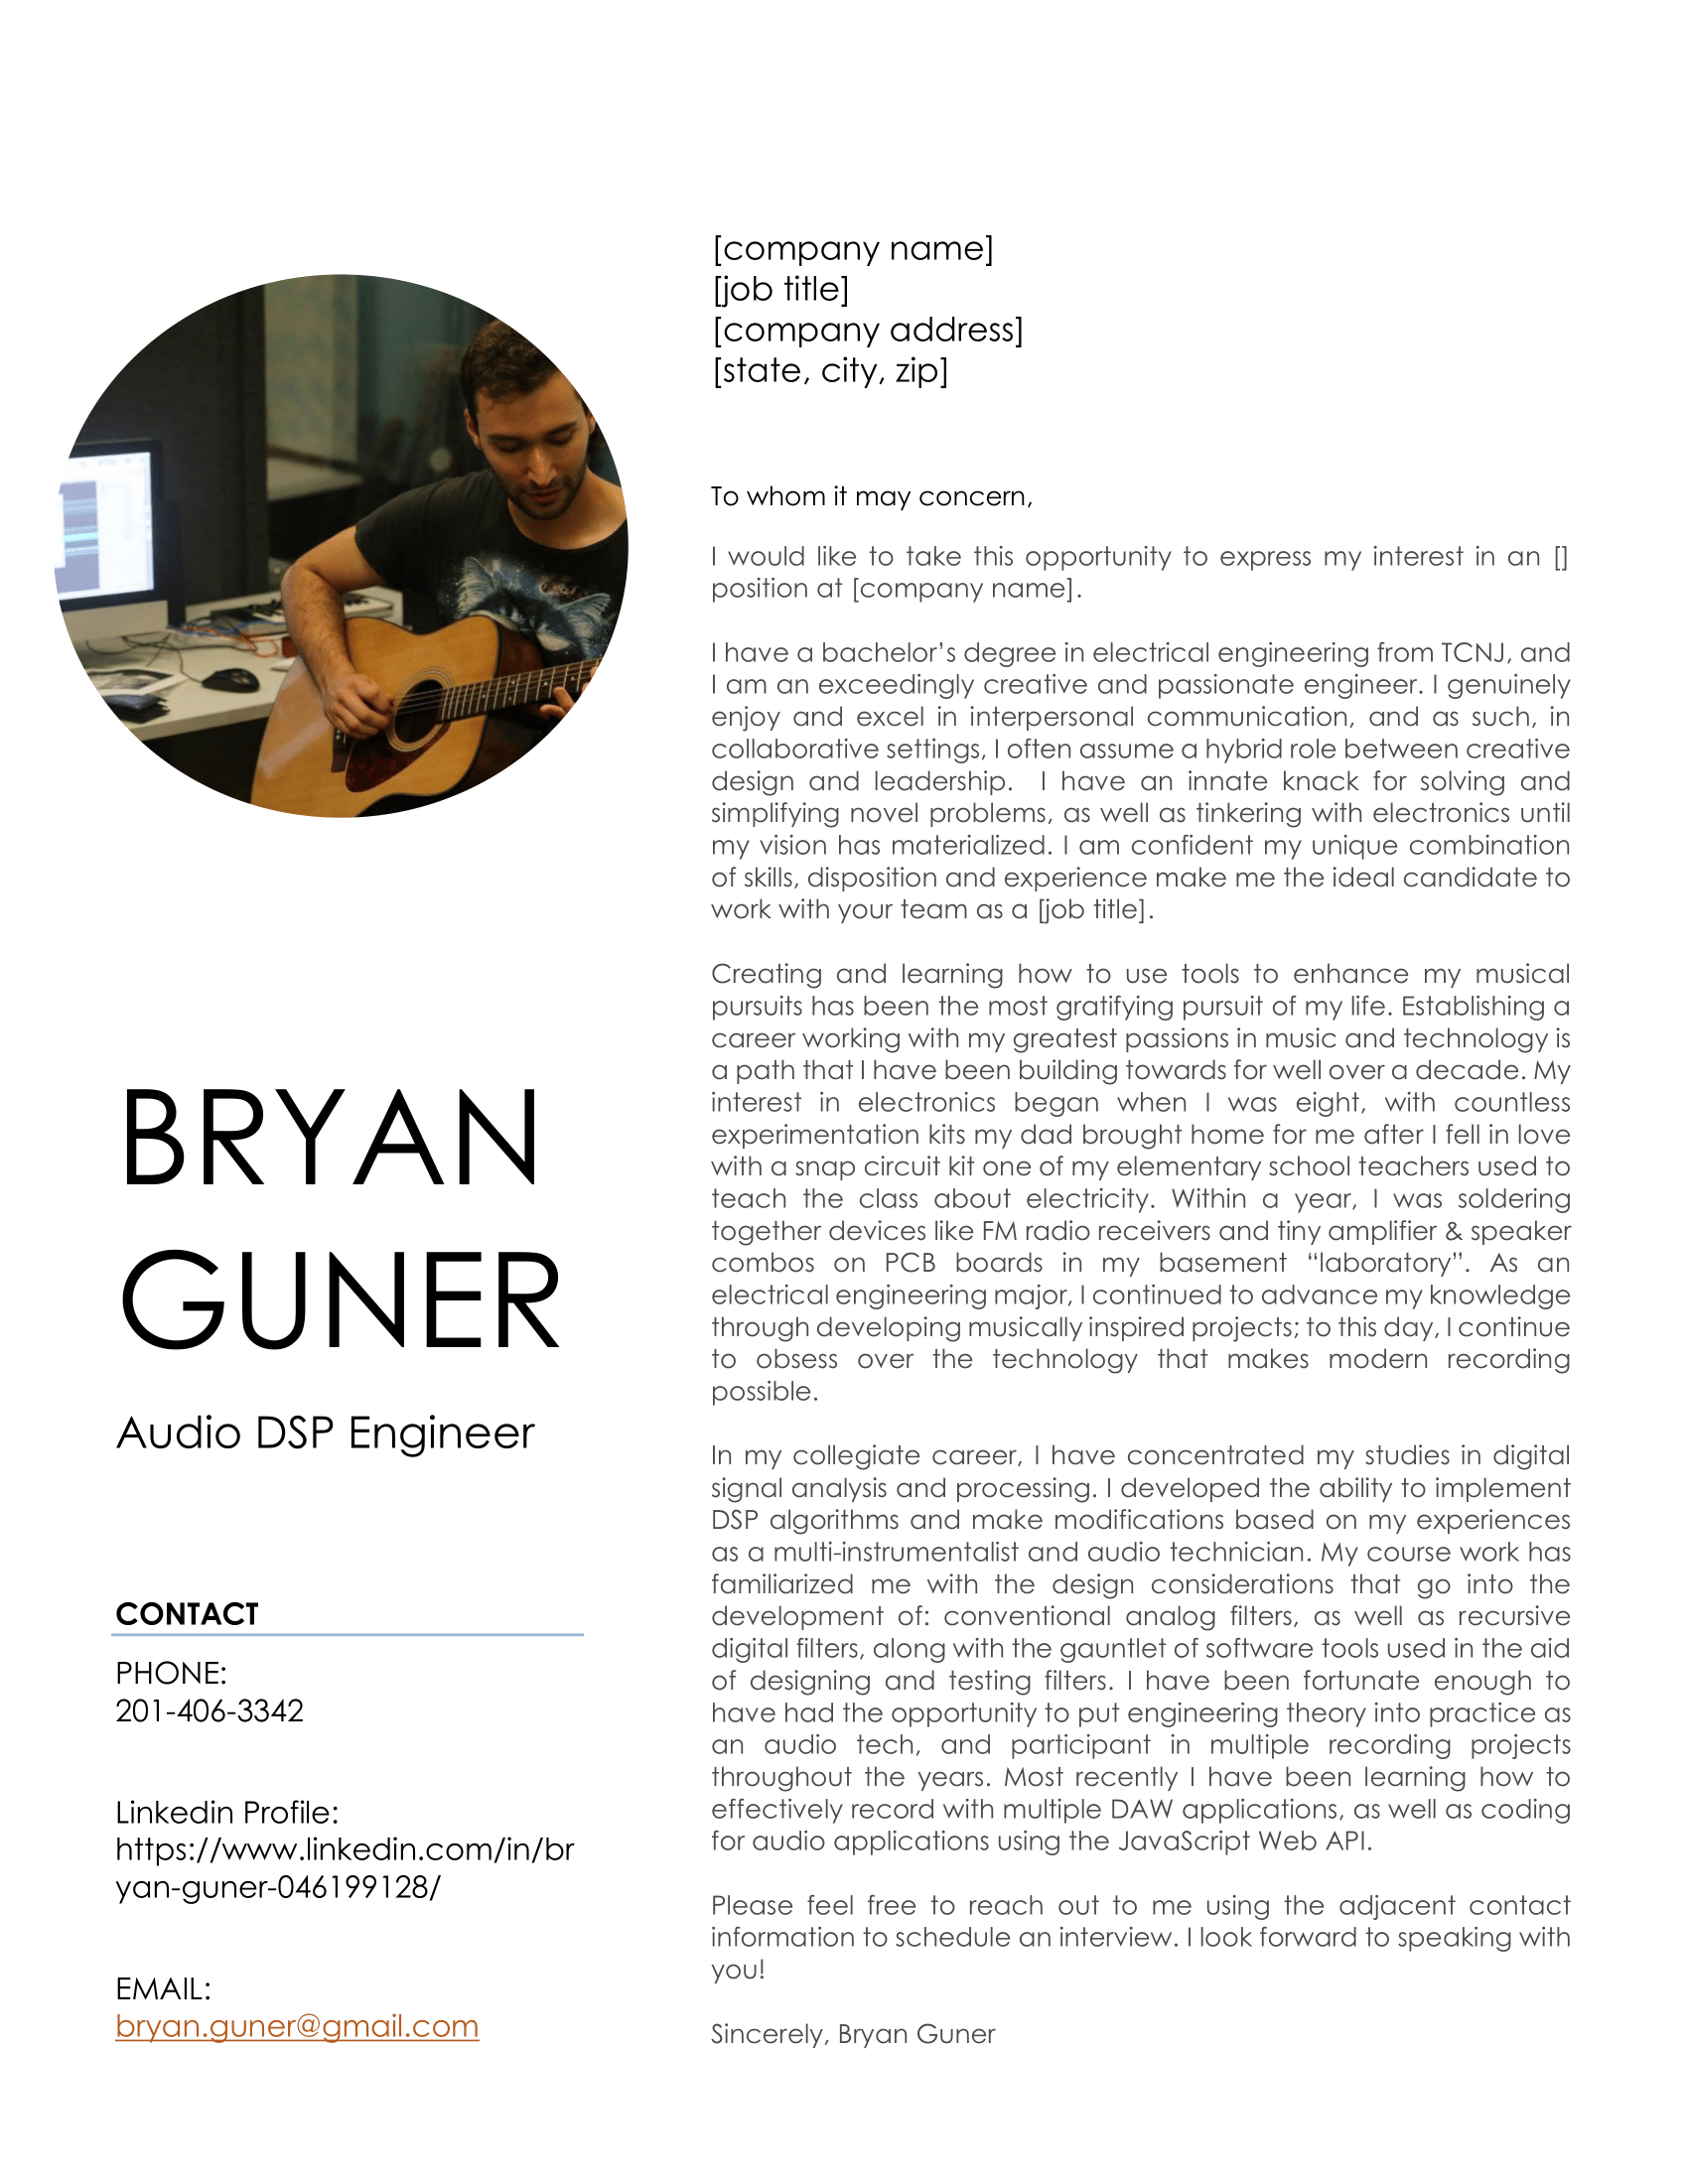 [company name]
[job title]
[company address]
[state, city, zip]
To whom it may concern,
I would like to take this opportunity to express my interest in an []
position at [company name].
I have a bachelor’s degree in electrical engineering from TCNJ, and
I am an exceedingly creative and passionate engineer. I genuinely
enjoy and excel in interpersonal communication, and as such, in
collaborative settings, I often assume a hybrid role between creative
design and leadership.  I have an innate knack for solving and
simplifying novel problems, as well as tinkering with electronics until
my vision has materialized. I am confident my unique combination
of skills, disposition and experience make me the ideal candidate to
work with your team as a [job title].
Creating and learning how to use tools to enhance my musical
pursuits has been the most gratifying pursuit of my life. Establishing a
career working with my greatest passions in music and technology is
a path that I have been building towards for well over a decade. My
interest in electronics began when I was eight, with countless
experimentation kits my dad brought home for me after I fell in love
with a snap circuit kit one of my elementary school teachers used to
teach the class about electricity. Within a year, I was soldering
together devices like FM radio receivers and tiny amplifier & speaker
combos on PCB boards in my basement “laboratory”. As an
electrical engineering major, I continued to advance my knowledge
through developing musically inspired projects; to this day, I continue
to obsess over the technology that makes modern recording
possible.
In my collegiate career, I have concentrated my studies in digital
signal analysis and processing. I developed the ability to implement
DSP algorithms and make modifications based on my experiences
as a multi-instrumentalist and audio technician. My course work has
familiarized me with the design considerations that go into the
development of: conventional analog filters, as well as recursive
digital filters, along with the gauntlet of software tools used in the aid
of designing and testing filters. I have been fortunate enough to
have had the opportunity to put engineering theory into practice as
an audio tech, and participant in multiple recording projects
throughout the years. Most recently I have been learning how to
effectively record with multiple DAW applications, as well as coding
for audio applications using the JavaScript Web API.
Please feel free to reach out to me using the adjacent contact
information to schedule an interview. I look forward to speaking with
you!
Sincerely, Bryan Guner
BRYAN
GUNER
Audio DSP Engineer
CONTACT
PHONE:
201-406-3342
Linkedin Profile:
https://www.linkedin.com/in/br
yan-guner-046199128/
EMAIL:
bryan.guner@gmail.com